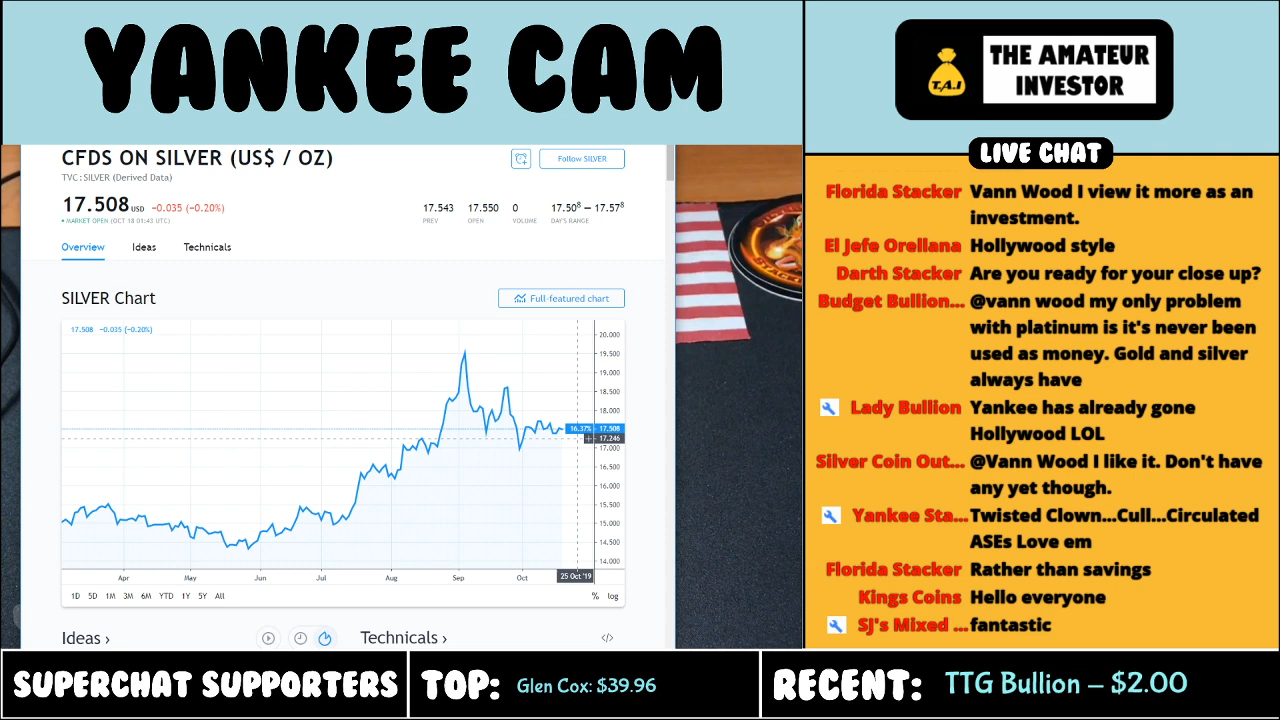 YANKEE CAM
THE AMATEUR
INVESTOR
T.A.I
LIVE CHAT
CFDS ON SILVER (US$ / OZ)
TVC:SILVER (Derived Data)
Follow SILVER
17.508 USD −0.035 (−0.20%)
MARKET OPEN (OCT 18 01:43 UTC)
17.543 17.550 0 17.50⁸ — 17.57⁸
PREV OPEN VOLUME DAY'S RANGE
Overview Ideas Technicals
SILVER Chart
Full-featured chart
17.508 −0.035 (−0.20%)
20.000
19.500
19.000
18.500
18.000
16.37% 17.508
17.246
17.000
16.500
16.000
15.500
15.000
14.500
14.000
Apr May Jun Jul Aug Sep Oct 25 Oct '19
1D 5D 1M 3M 6M YTD 1Y 5Y All % log
Ideas › Technicals ›
Florida Stacker Vann Wood I view it more as an
investment.
El Jefe Orellana Hollywood style
Darth Stacker Are you ready for your close up?
Budget Bullion... @vann wood my only problem
with platinum is it's never been
used as money. Gold and silver
always have
Lady Bullion Yankee has already gone
Hollywood LOL
Silver Coin Out... @Vann Wood I like it. Don't have
any yet though.
Yankee Sta... Twisted Clown...Cull...Circulated
ASEs Love em
Florida Stacker Rather than savings
Kings Coins Hello everyone
SJ's Mixed ... fantastic
SUPERCHAT SUPPORTERS
TOP: Glen Cox: $39.96
RECENT: TTG Bullion – $2.00